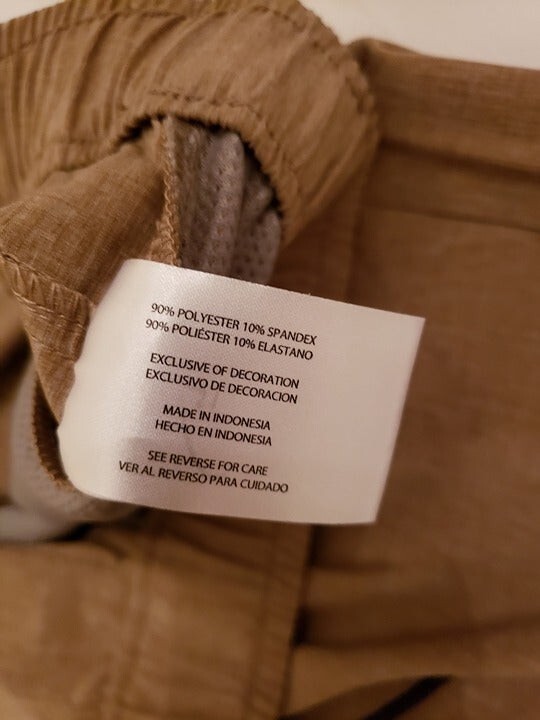 90% POLYESTER 10% SPANDEX
90% POLIÉSTER 10% ELASTANO
EXCLUSIVE OF DECORATION
EXCLUSIVO DE DECORACION
MADE IN INDONESIA
HECHO EN INDONESIA
SEE REVERSE FOR CARE
VER AL REVERSO PARA CUIDADO